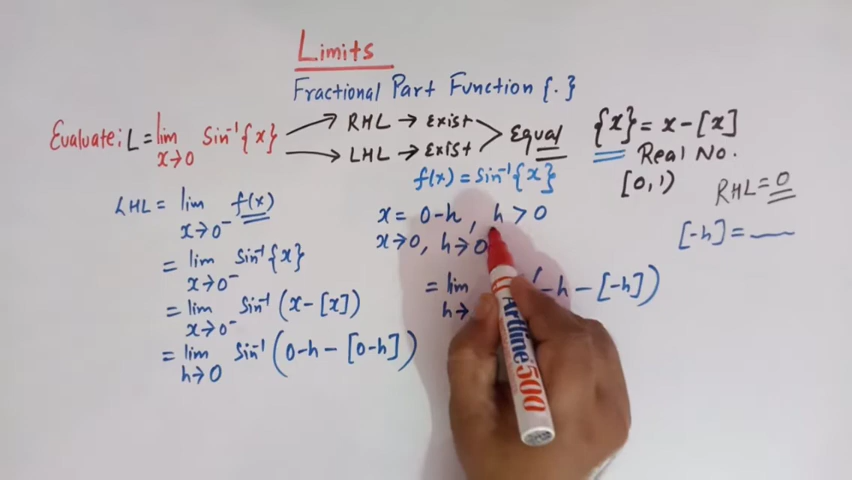 Limits
Fractional Part Function {.}
Evaluate: L = lim x→0 Sin⁻¹{x}
RHL → Exist
LHL → Exist
Equal
{x} = x - [x]
Real No.
[0,1)
f(x) = Sin⁻¹{x}
RHL = 0
LHL = lim x→0⁻ f(x)
x = 0-h, h > 0
x→0, h→0
[-h] =
= lim x→0⁻ Sin⁻¹{x}
= lim h→ (-h - [-h])
= lim x→0⁻ Sin⁻¹(x-[x])
= lim h→0 Sin⁻¹(0-h - [0-h])
Artline 500